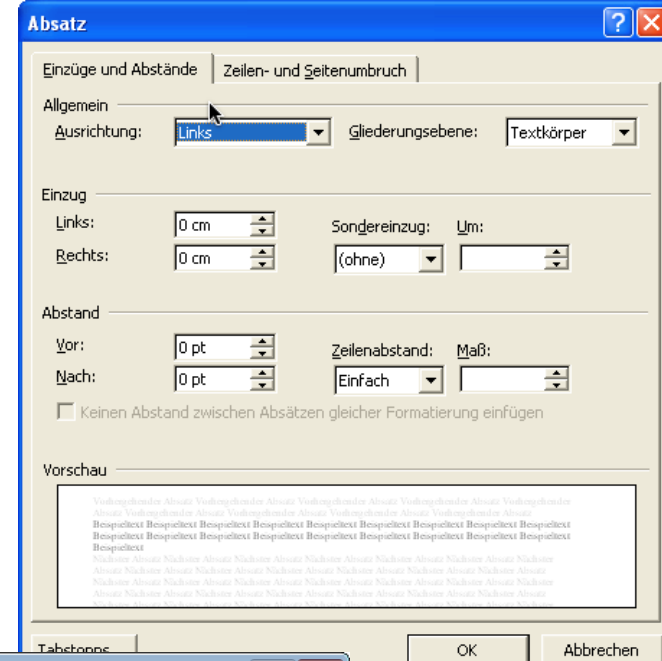 Absatz
Einzüge und Abstände
Zeilen- und Seitenumbruch
Allgemein
Ausrichtung: Links Gliederungsebene: Textkörper
Einzug
Links: 0 cm Sondereinzug: Um:
Rechts: 0 cm (ohne)
Abstand
Vor: 0 pt Zeilenabstand: Maß:
Nach: 0 pt Einfach
Keinen Abstand zwischen Absätzen gleicher Formatierung einfügen
Vorschau
Vorhergehender Absatz Vorhergehender Absatz Vorhergehender Absatz Vorhergehender Absatz Vorhergehender
Absatz Vorhergehender Absatz Vorhergehender Absatz Vorhergehender Absatz Vorhergehender Absatz
Beispieltext Beispieltext Beispieltext Beispieltext Beispieltext Beispieltext Beispieltext Beispieltext Beispieltext
Beispieltext Beispieltext Beispieltext Beispieltext Beispieltext Beispieltext Beispieltext Beispieltext Beispieltext
Beispieltext
Nächster Absatz Nächster Absatz Nächster Absatz Nächster Absatz Nächster Absatz Nächster Absatz Nächster
Absatz Nächster Absatz Nächster Absatz Nächster Absatz Nächster Absatz Nächster Absatz Nächster Absatz
Nächster Absatz Nächster Absatz Nächster Absatz Nächster Absatz Nächster Absatz Nächster Absatz Nächster
Absatz Nächster Absatz Nächster Absatz Nächster Absatz Nächster Absatz Nächster Absatz Nächster Absatz
Tabstopps... OK Abbrechen